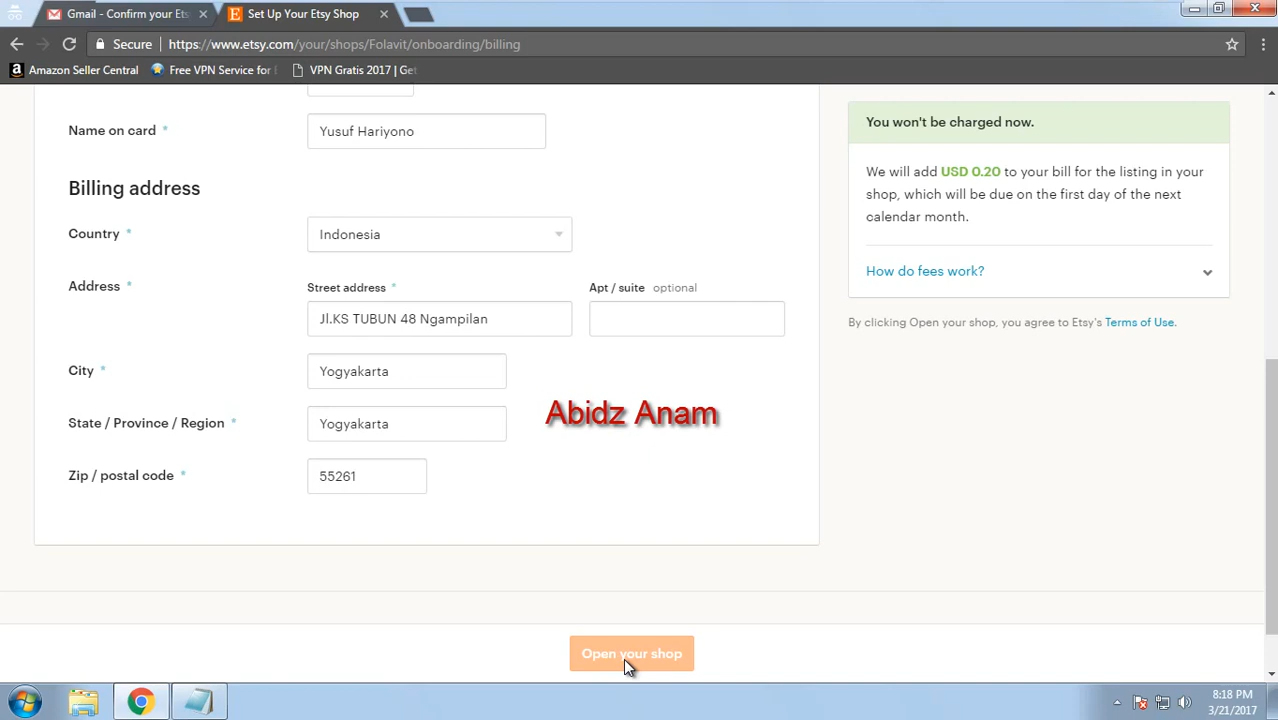 Gmail - Confirm your Ets
Set Up Your Etsy Shop
Secure
https://www.etsy.com/your/shops/Folavit/onboarding/billing
Amazon Seller Central
Free VPN Service for
VPN Gratis 2017 | Get
Name on card *
Yusuf Hariyono
Billing address
Country *
Indonesia
Address *
Street address *
Apt / suite optional
Jl.KS TUBUN 48 Ngampilan
City *
Yogyakarta
State / Province / Region *
Yogyakarta
Zip / postal code *
55261
Abidz Anam
You won't be charged now.
We will add USD 0.20 to your bill for the listing in your
shop, which will be due on the first day of the next
calendar month.
How do fees work?
By clicking Open your shop, you agree to Etsy's Terms of Use.
Open your shop
8:18 PM
3/21/2017